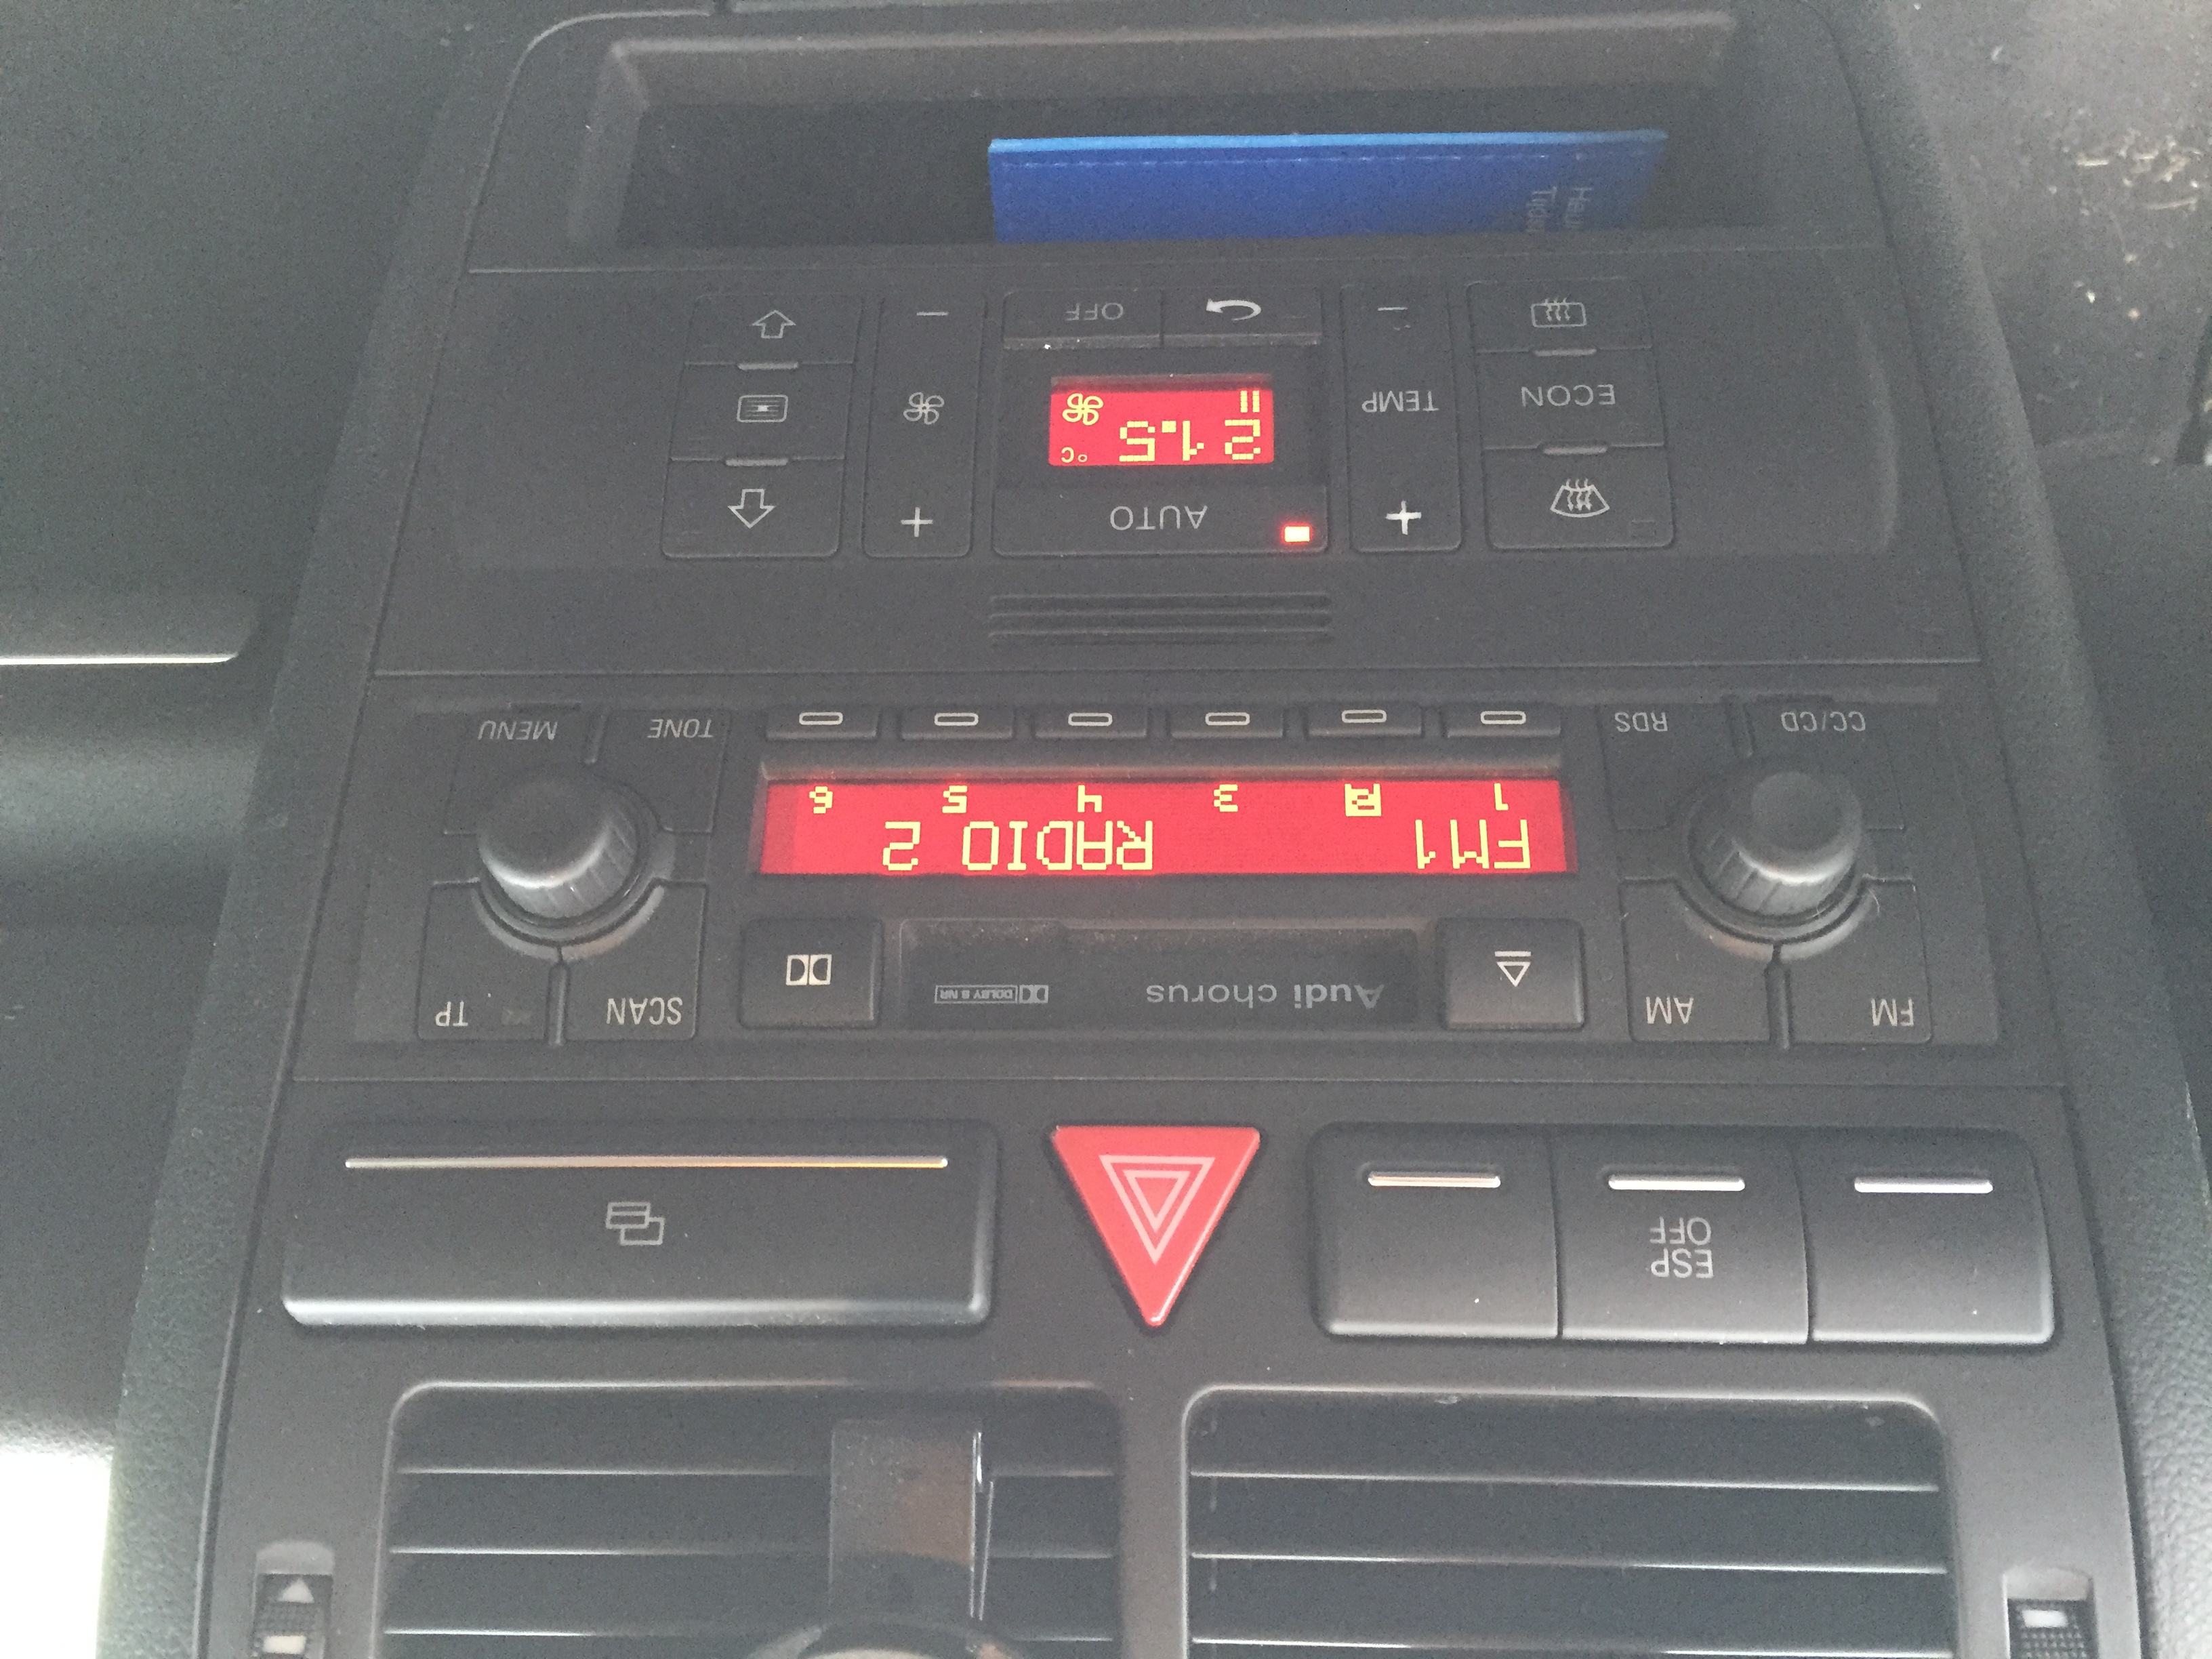 ESP
OFF
FM AM
Audi chorus
DOLBY B NR
SCAN TP
FM1 RADIO 2
1 2 3 4 5 6
CC/CD RDS
TONE MENU
AUTO
ECON
TEMP
21.5 °C
OFF